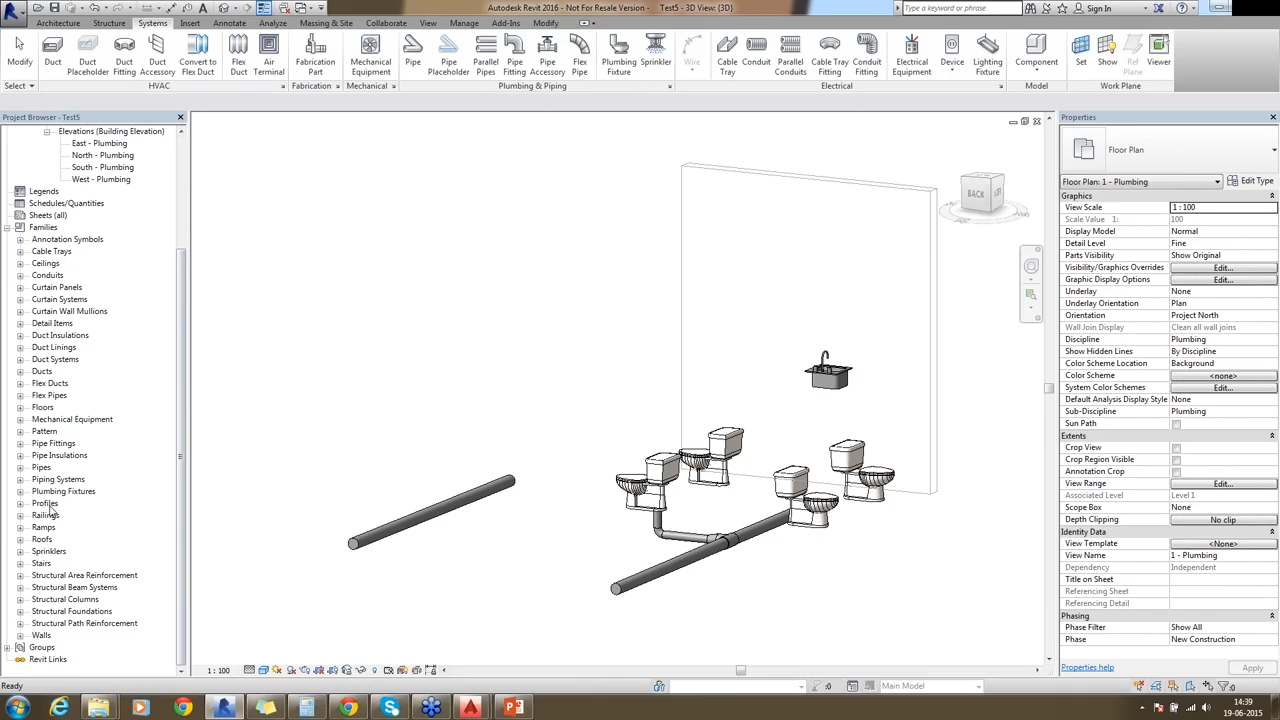 Autodesk Revit 2016 - Not For Resale Version - Test5 - 3D View: {3D}
Type a keyword or phrase
Sign In
Architecture Structure Systems Insert Annotate Analyze Massing & Site Collaborate View Manage Add-Ins Modify
Modify
Duct
Duct Placeholder
Duct Fitting
Duct Accessory
Convert to Flex Duct
Flex Duct
Air Terminal
Fabrication Part
Mechanical Equipment
Pipe
Pipe Placeholder
Parallel Pipes
Pipe Fitting
Pipe Accessory
Flex Pipe
Plumbing Fixture
Sprinkler
Wire
Cable Tray
Conduit
Parallel Conduits
Cable Tray Fitting
Conduit Fitting
Electrical Equipment
Device
Lighting Fixture
Component
Set
Show
Ref Plane
Viewer
Select HVAC Fabrication Mechanical Plumbing & Piping Electrical Model Work Plane
Project Browser - Test5
Elevations (Building Elevation)
East - Plumbing
North - Plumbing
South - Plumbing
West - Plumbing
Legends
Schedules/Quantities
Sheets (all)
Families
Annotation Symbols
Cable Trays
Ceilings
Conduits
Curtain Panels
Curtain Systems
Curtain Wall Mullions
Detail Items
Duct Insulations
Duct Linings
Duct Systems
Ducts
Flex Ducts
Flex Pipes
Floors
Mechanical Equipment
Pattern
Pipe Fittings
Pipe Insulations
Pipes
Piping Systems
Plumbing Fixtures
Profiles
Railings
Ramps
Roofs
Sprinklers
Stairs
Structural Area Reinforcement
Structural Beam Systems
Structural Columns
Structural Foundations
Structural Path Reinforcement
Walls
Groups
Revit Links
BACK
Properties
Floor Plan
Floor Plan: 1 - Plumbing Edit Type
Graphics
View Scale 1 : 100
Scale Value 1: 100
Display Model Normal
Detail Level Fine
Parts Visibility Show Original
Visibility/Graphics Overrides Edit...
Graphic Display Options Edit...
Underlay None
Underlay Orientation Plan
Orientation Project North
Wall Join Display Clean all wall joins
Discipline Plumbing
Show Hidden Lines By Discipline
Color Scheme Location Background
Color Scheme <none>
System Color Schemes Edit...
Default Analysis Display Style None
Sub-Discipline Plumbing
Sun Path
Extents
Crop View
Crop Region Visible
Annotation Crop
View Range Edit...
Associated Level Level 1
Scope Box None
Depth Clipping No clip
Identity Data
View Template <None>
View Name 1 - Plumbing
Dependency Independent
Title on Sheet
Referencing Sheet
Referencing Detail
Phasing
Phase Filter Show All
Phase New Construction
Properties help Apply
1 : 100
Ready
:0
Main Model
:0
14:39
19-06-2015